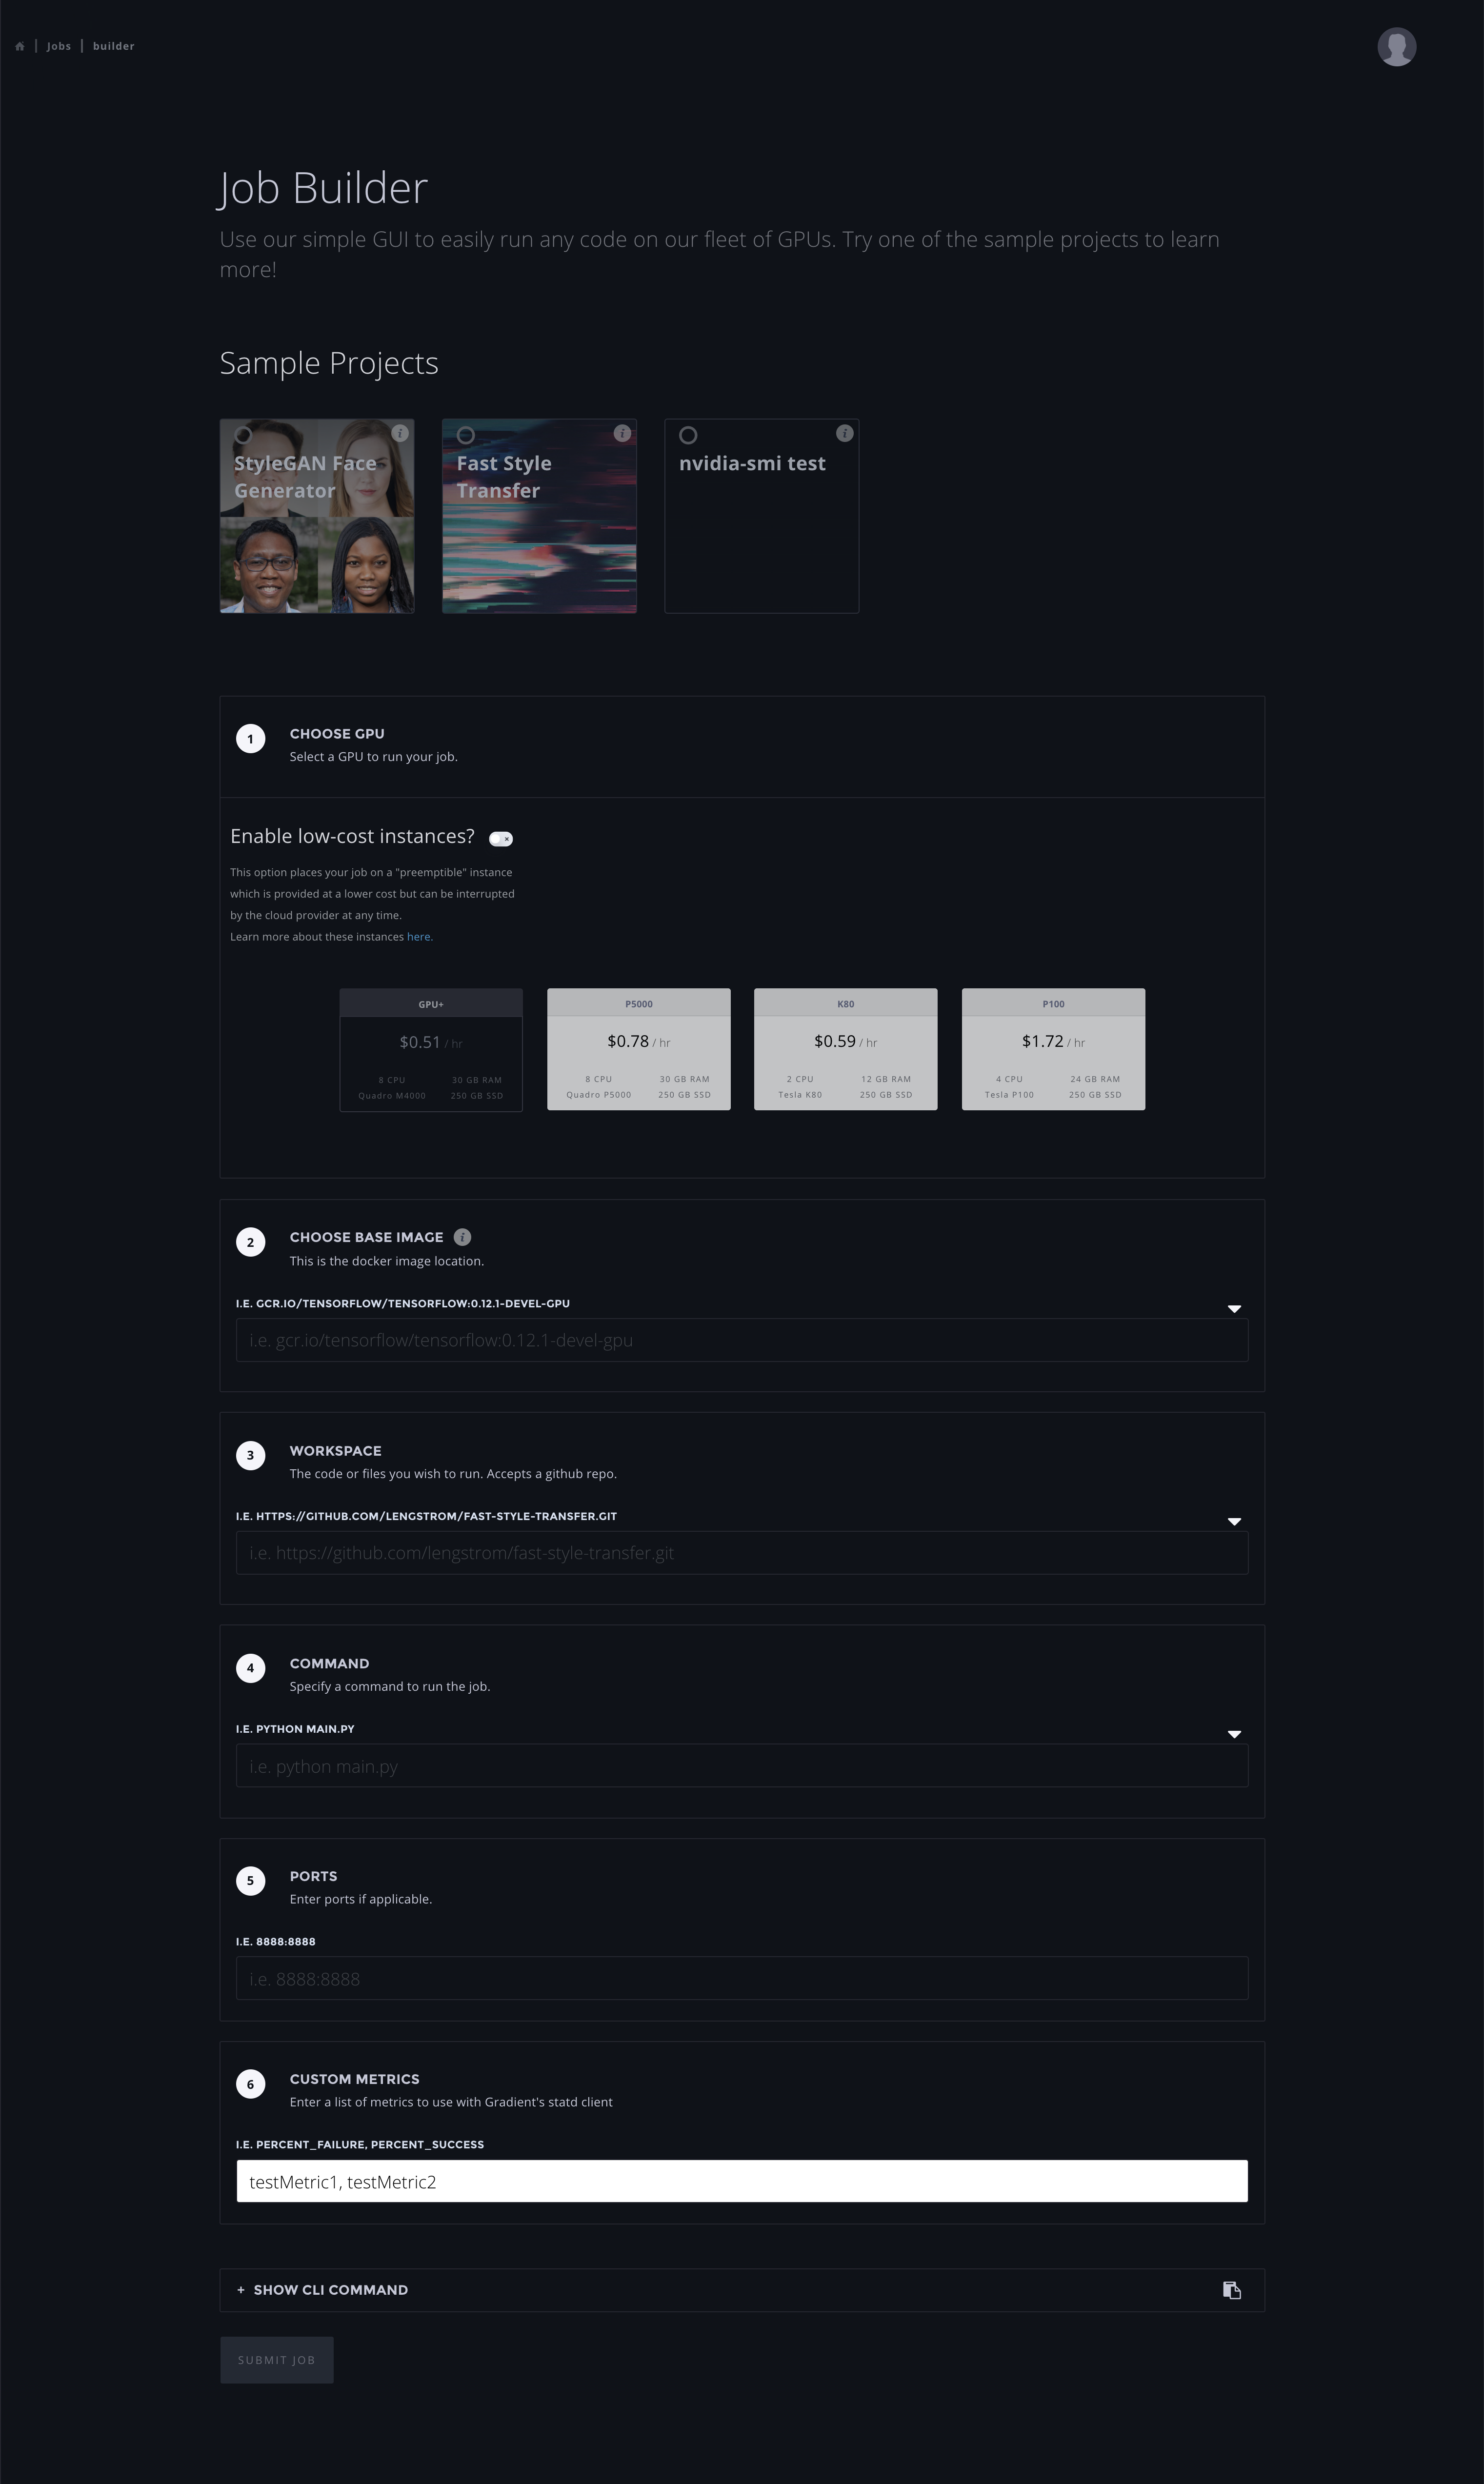 Jobs builder
Job Builder
Use our simple GUI to easily run any code on our fleet of GPUs. Try one of the sample projects to learn
more!
Sample Projects
StyleGAN Face
Generator
Fast Style
Transfer
nvidia-smi test
1 CHOOSE GPU
Select a GPU to run your job.
Enable low-cost instances?
This option places your job on a "preemptible" instance
which is provided at a lower cost but can be interrupted
by the cloud provider at any time.
Learn more about these instances here.
GPU+
$0.51 / hr
8 CPU 30 GB RAM
Quadro M4000 250 GB SSD
P5000
$0.78 / hr
8 CPU 30 GB RAM
Quadro P5000 250 GB SSD
K80
$0.59 / hr
2 CPU 12 GB RAM
Tesla K80 250 GB SSD
P100
$1.72 / hr
4 CPU 24 GB RAM
Tesla P100 250 GB SSD
2 CHOOSE BASE IMAGE i
This is the docker image location.
I.E. GCR.IO/TENSORFLOW/TENSORFLOW:0.12.1-DEVEL-GPU
i.e. gcr.io/tensorflow/tensorflow:0.12.1-devel-gpu
3 WORKSPACE
The code or files you wish to run. Accepts a github repo.
I.E. HTTPS://GITHUB.COM/LENGSTROM/FAST-STYLE-TRANSFER.GIT
i.e. https://github.com/lengstrom/fast-style-transfer.git
4 COMMAND
Specify a command to run the job.
I.E. PYTHON MAIN.PY
i.e. python main.py
5 PORTS
Enter ports if applicable.
I.E. 8888:8888
i.e. 8888:8888
6 CUSTOM METRICS
Enter a list of metrics to use with Gradient's statd client
I.E. PERCENT_FAILURE, PERCENT_SUCCESS
testMetric1, testMetric2
+ SHOW CLI COMMAND
SUBMIT JOB